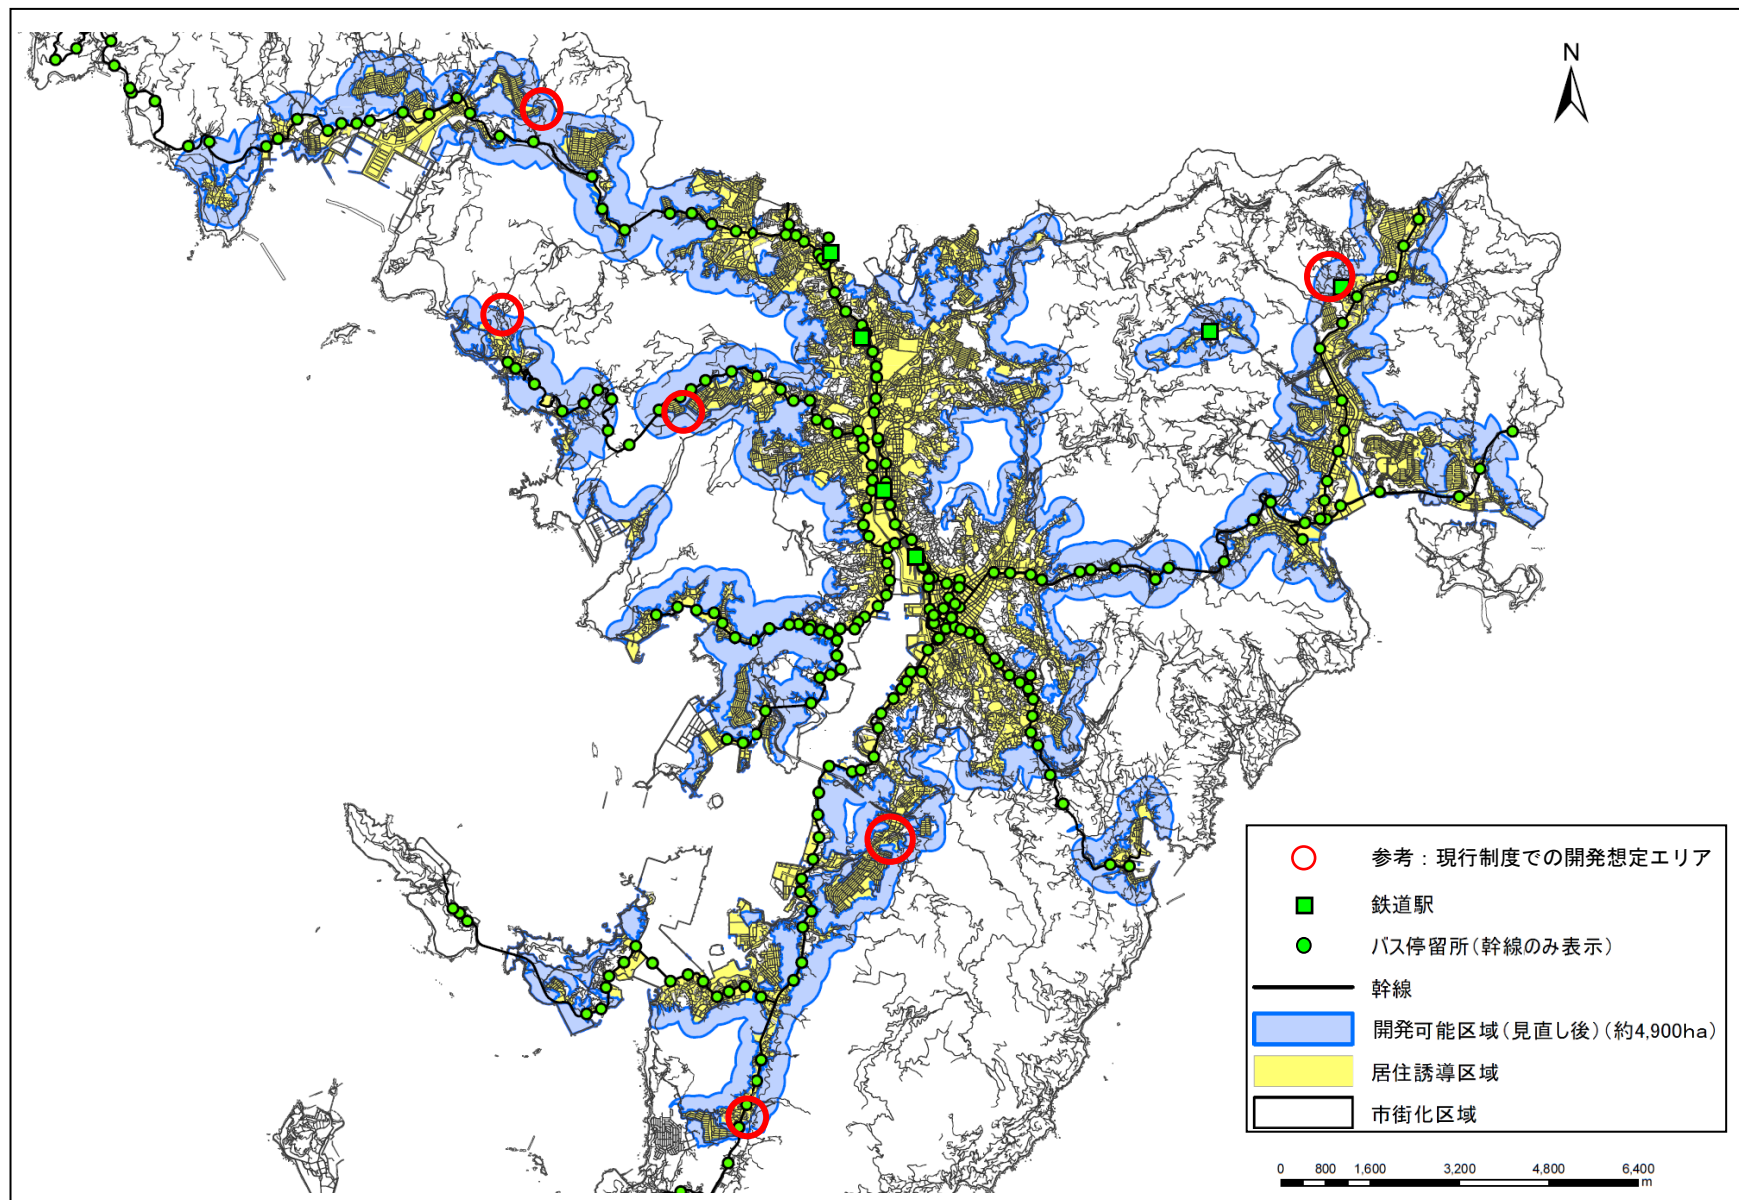 N
参考：現行制度での開発想定エリア
鉄道駅
バス停留所（幹線のみ表示）
幹線
開発可能区域（見直し後）（約4,900ha）
居住誘導区域
市街化区域
0 800 1,600 3,200 4,800 6,400
m